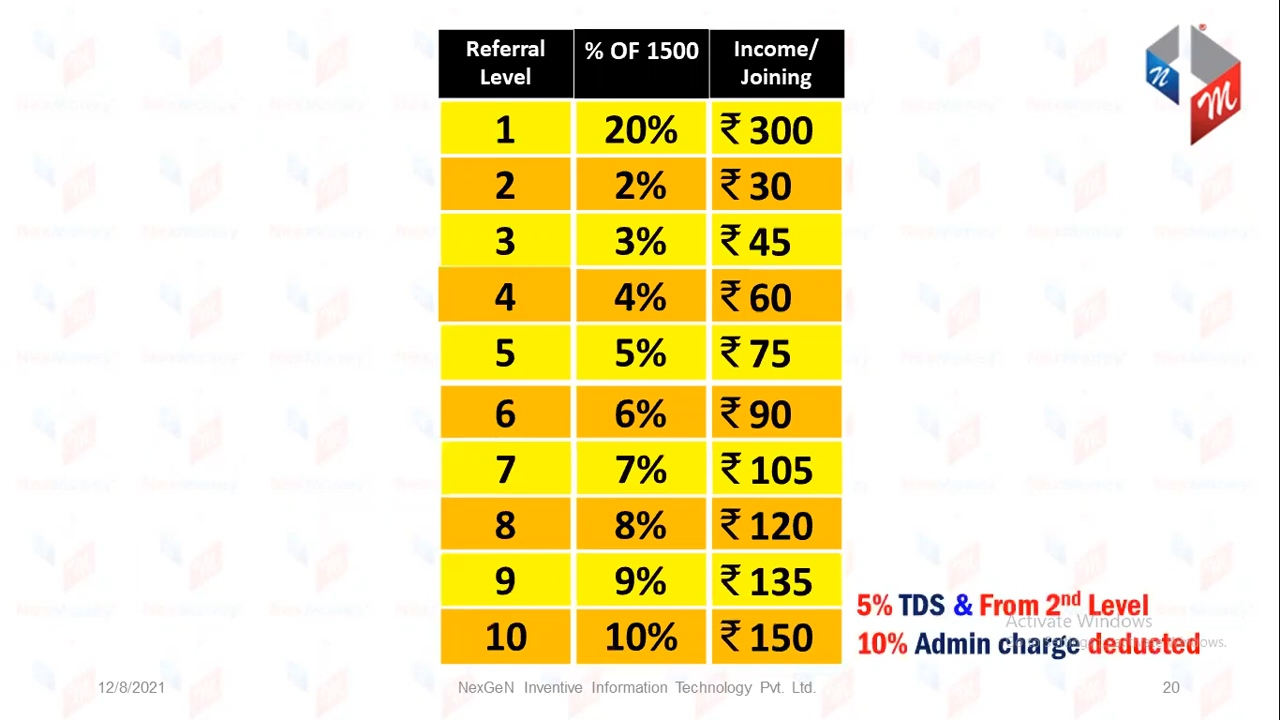 Referral Level % OF 1500 Income/ Joining
1 20% ₹ 300
2 2% ₹ 30
3 3% ₹ 45
4 4% ₹ 60
5 5% ₹ 75
6 6% ₹ 90
7 7% ₹ 105
8 8% ₹ 120
9 9% ₹ 135
10 10% ₹ 150
5% TDS & From 2nd Level
10% Admin charge deducted
Activate Windows
12/8/2021 NexGeN Inventive Information Technology Pvt. Ltd. 20